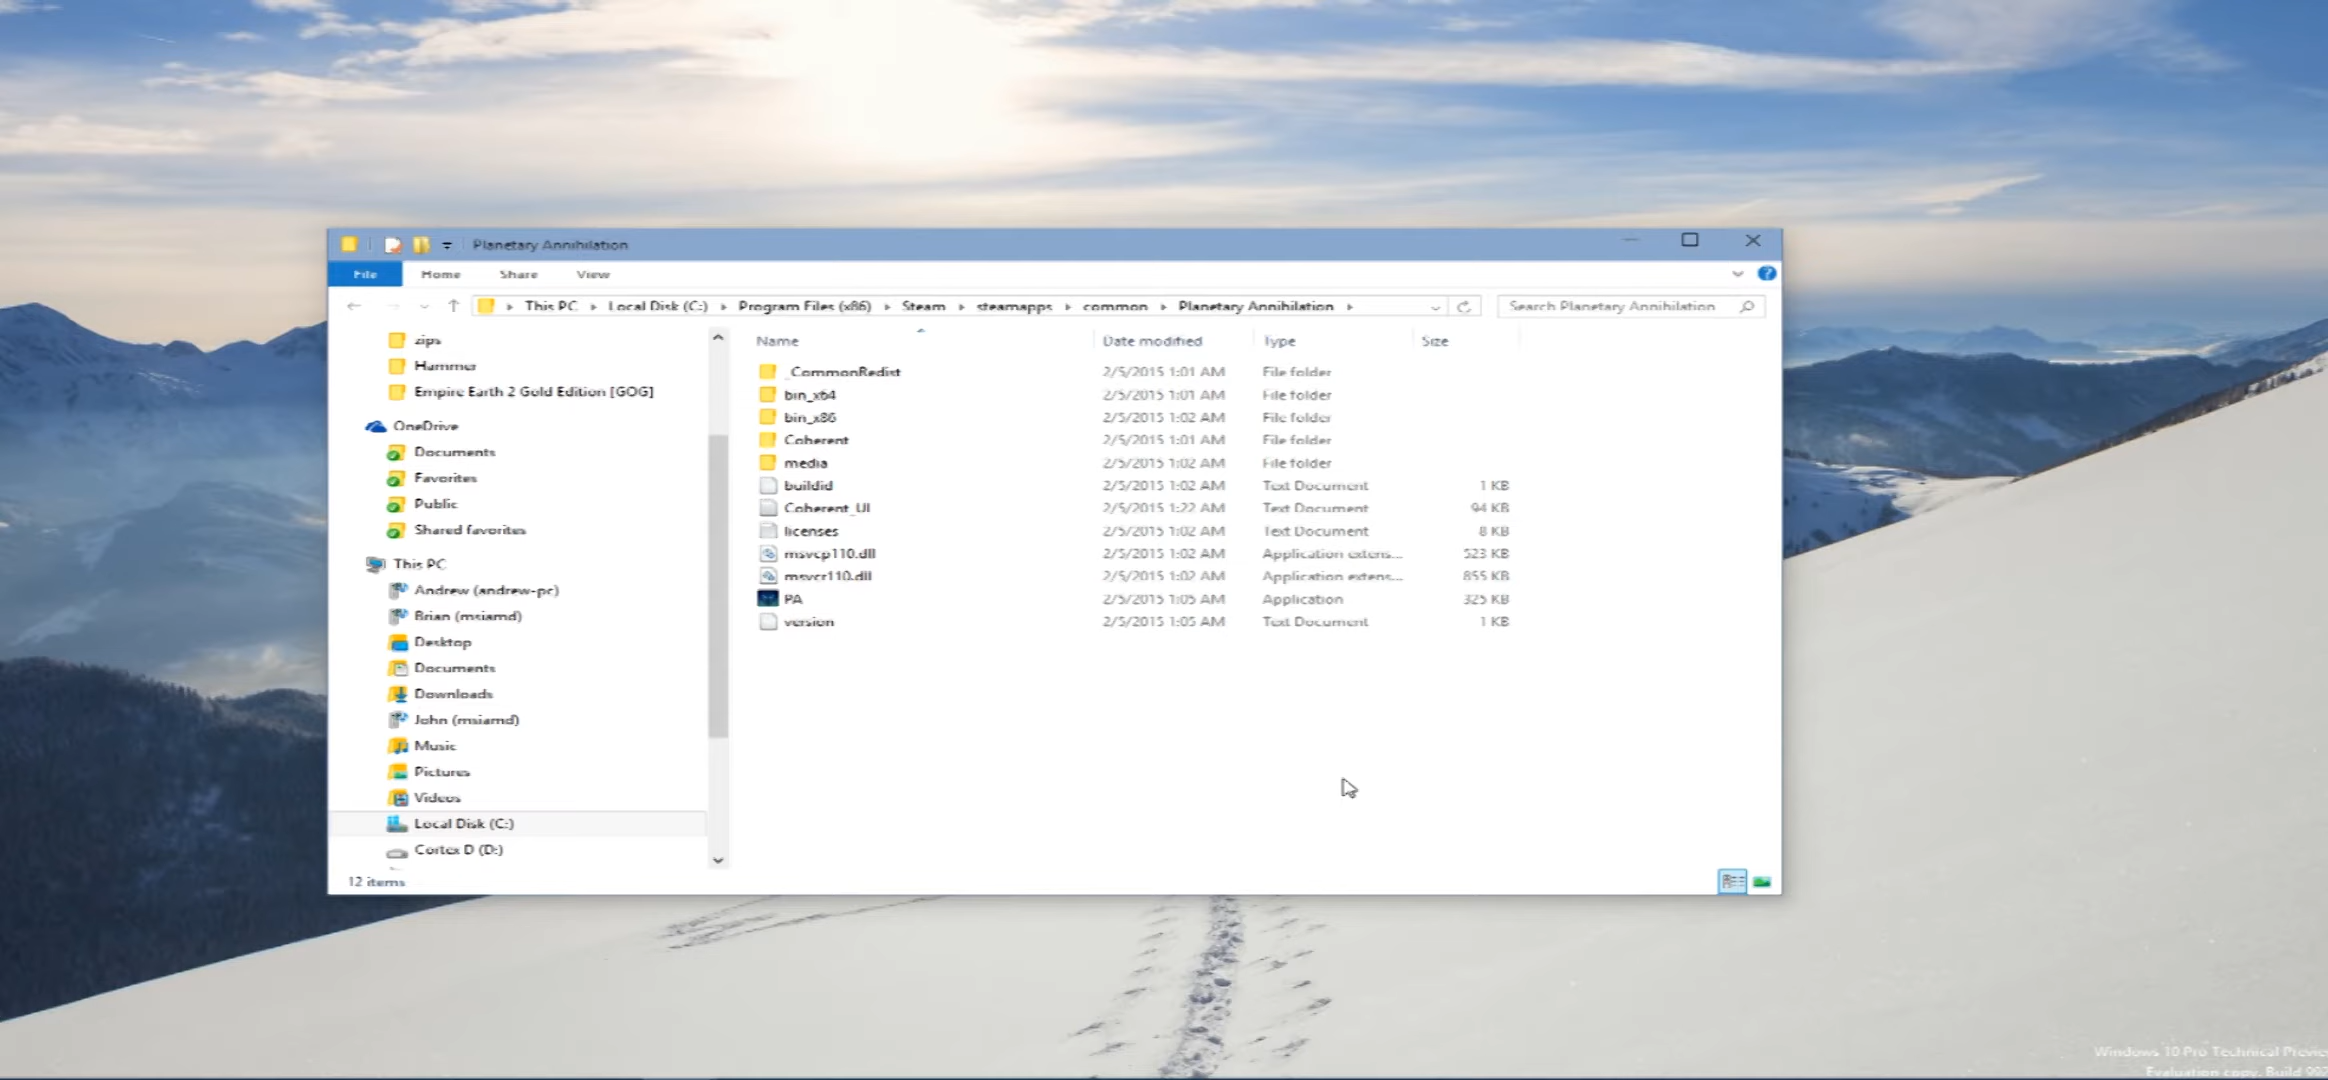 Planetary Annihilation
File Home Share View
This PC Local Disk (C:) Program Files (x86) Steam steamapps common Planetary Annihilation
Search Planetary Annihilation
zips
Hammer
Empire Earth 2 Gold Edition [GOG]
OneDrive
Documents
Favorites
Public
Shared favorites
This PC
Andrew (andrew-pc)
Brian (msiamd)
Desktop
Documents
Downloads
John (msiamd)
Music
Pictures
Videos
Local Disk (C:)
Cortex D (D:)
12 items
Name Date modified Type Size
_CommonRedist 2/5/2015 1:01 AM File folder
bin_x64 2/5/2015 1:01 AM File folder
bin_x86 2/5/2015 1:02 AM File folder
Coherent 2/5/2015 1:01 AM File folder
media 2/5/2015 1:02 AM File folder
buildid 2/5/2015 1:02 AM Text Document 1 KB
Coherent_UI 2/5/2015 1:22 AM Text Document 94 KB
licenses 2/5/2015 1:02 AM Text Document 8 KB
msvcp110.dll 2/5/2015 1:02 AM Application extens... 523 KB
msvcr110.dll 2/5/2015 1:02 AM Application extens... 855 KB
PA 2/5/2015 1:05 AM Application 325 KB
version 2/5/2015 1:05 AM Text Document 1 KB
Windows 10 Pro Technical
Evaluation copy. Build